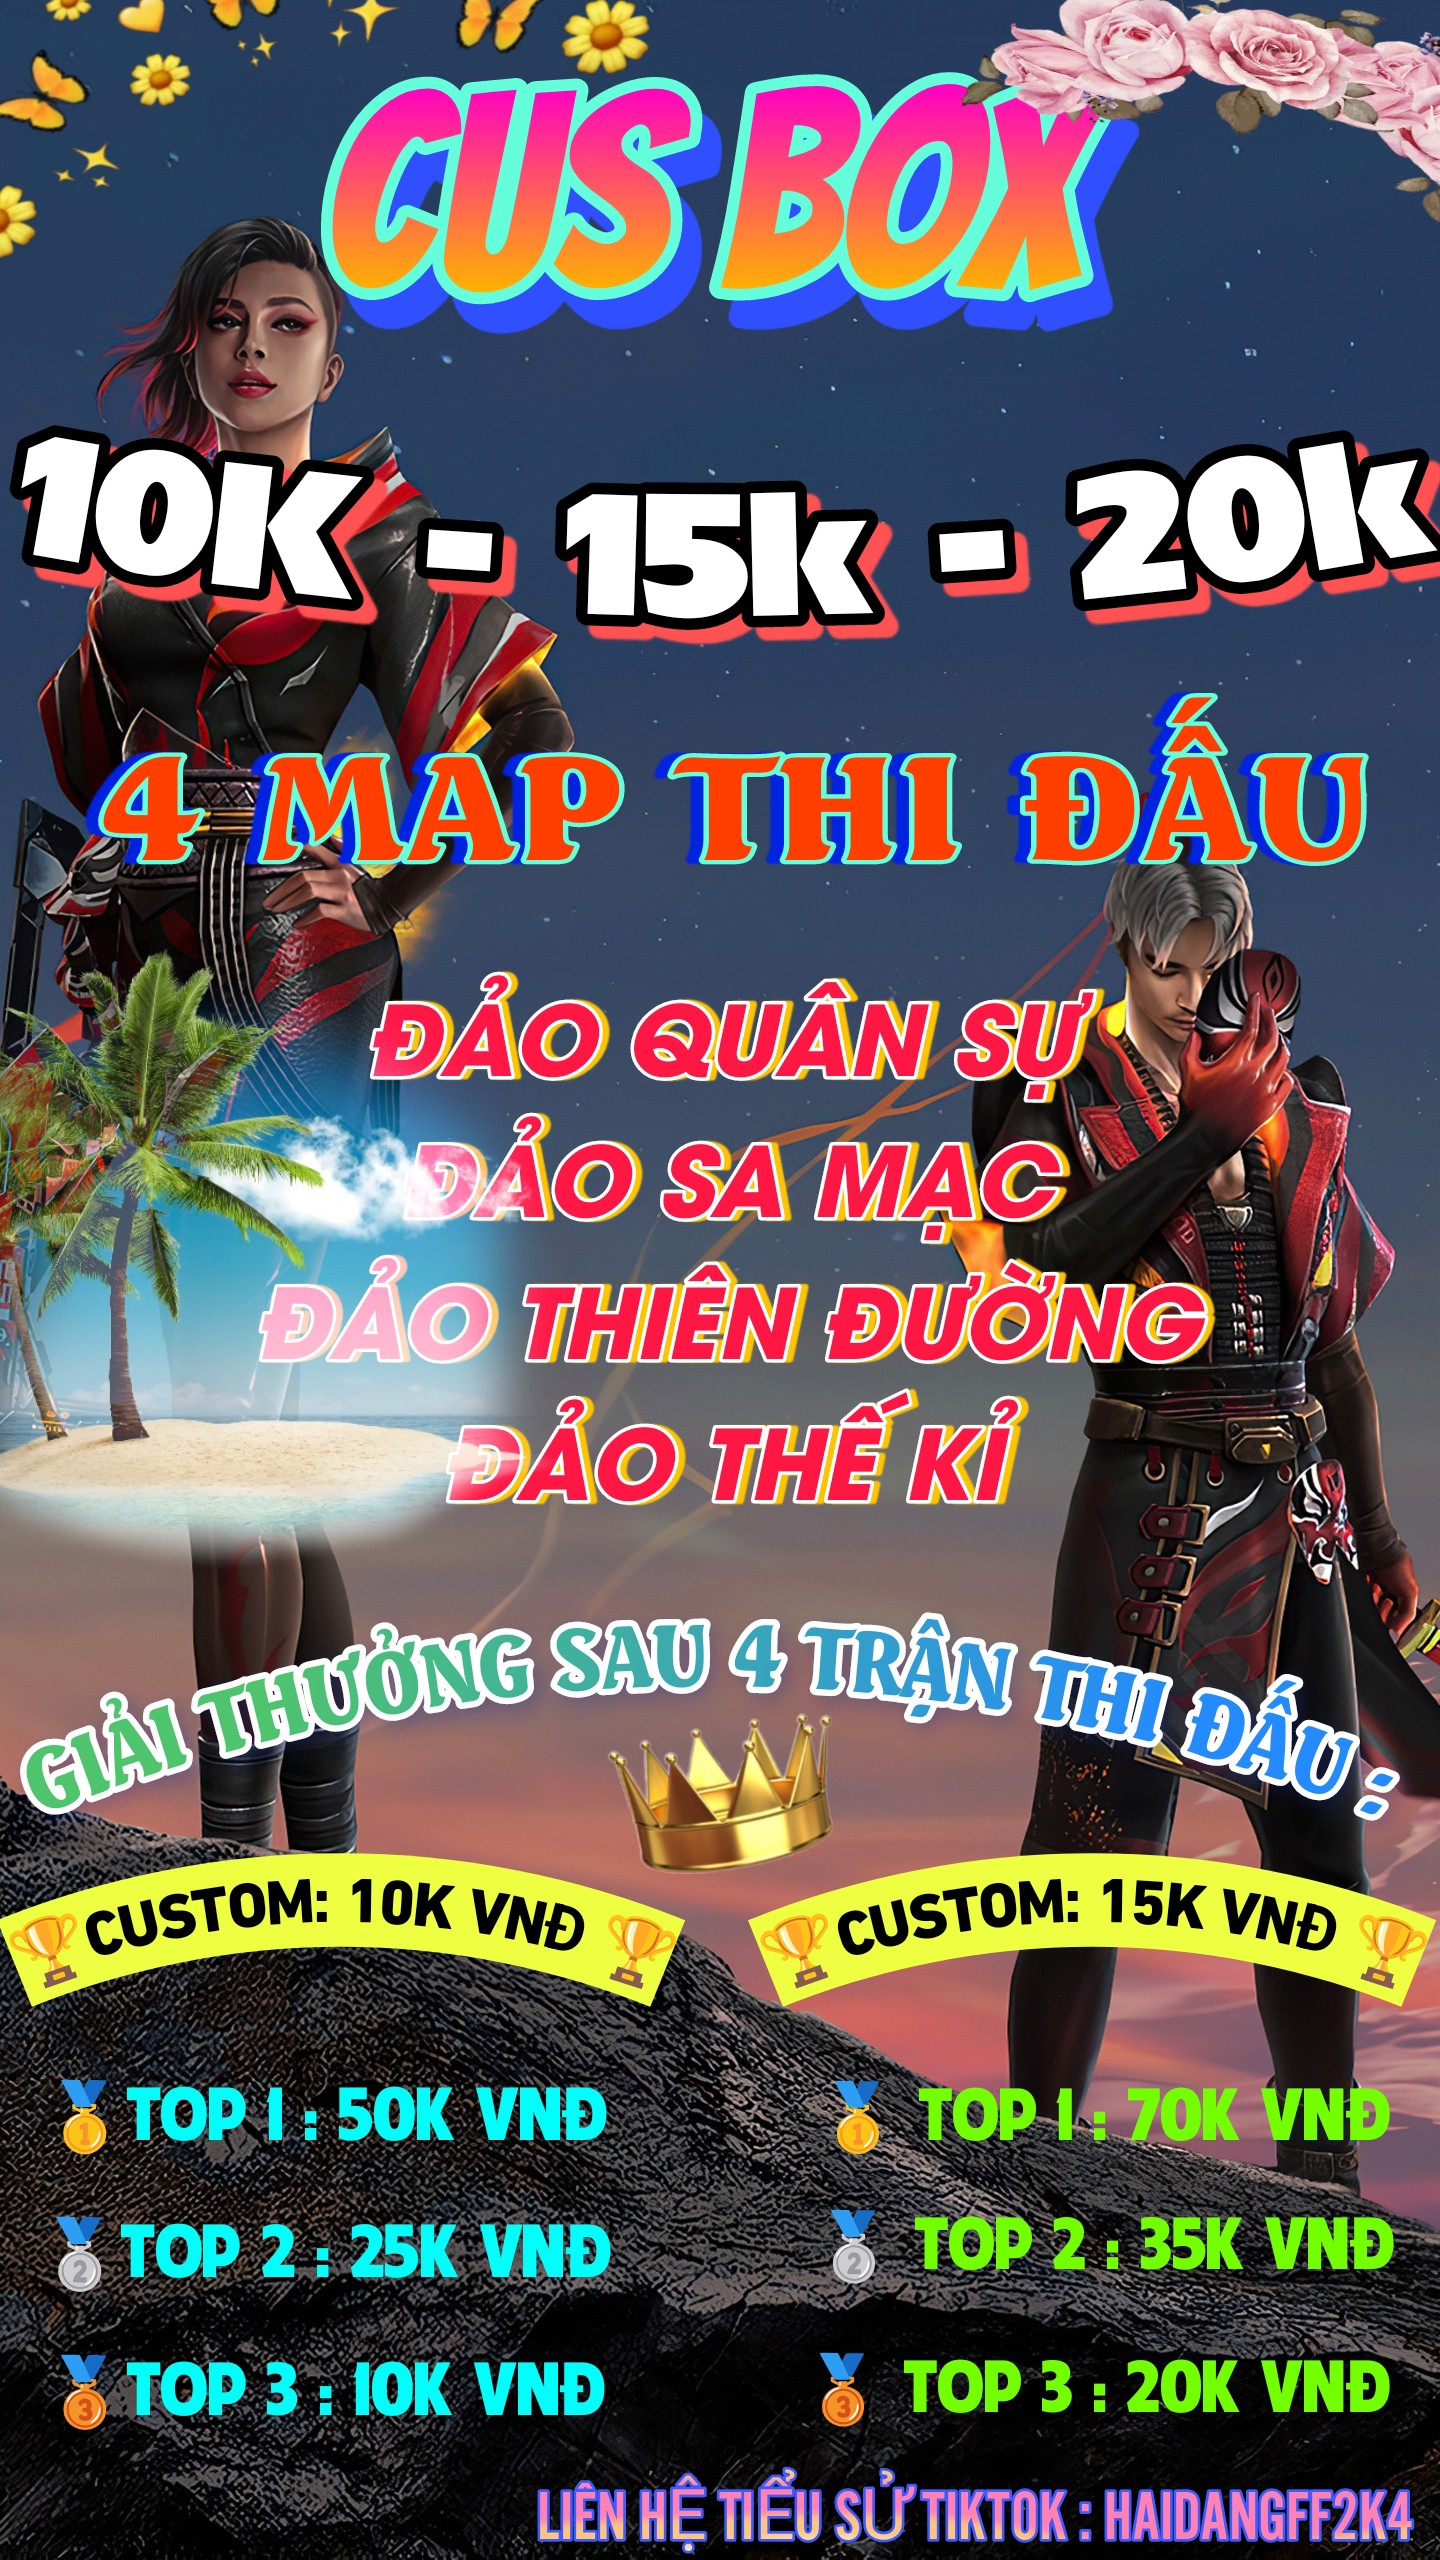 CUS BOX
10K - 15k - 20k
4 MAP THI ĐẤU
ĐẢO QUÂN SỰ
ĐẢO SA MẠC
ĐẢO THIÊN ĐƯỜNG
ĐẢO THẾ KỈ
GIẢI THƯỞNG SAU 4 TRẬN THI ĐẤU :
CUSTOM: 10K VNĐ
TOP 1 : 50K VNĐ
TOP 2 : 25K VNĐ
TOP 3 : 10K VNĐ
CUSTOM: 15K VNĐ
TOP 1 : 70K VNĐ
TOP 2 : 35K VNĐ
TOP 3 : 20K VNĐ
LIÊN HỆ TIỂU SỬ TIKTOK : HAIDANGFF2K4